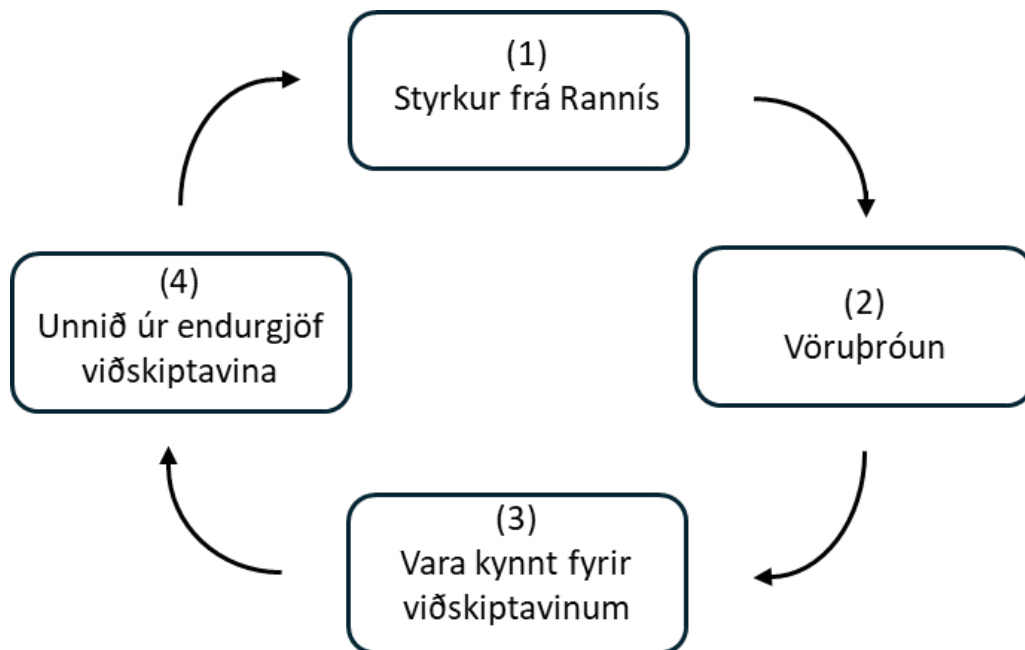 (1)
Styrkur frá Rannís
(2)
Vöruþróun
(3)
Vara kynnt fyrir
viðskiptavinum
(4)
Unnið úr endurgjöf
viðskiptavina